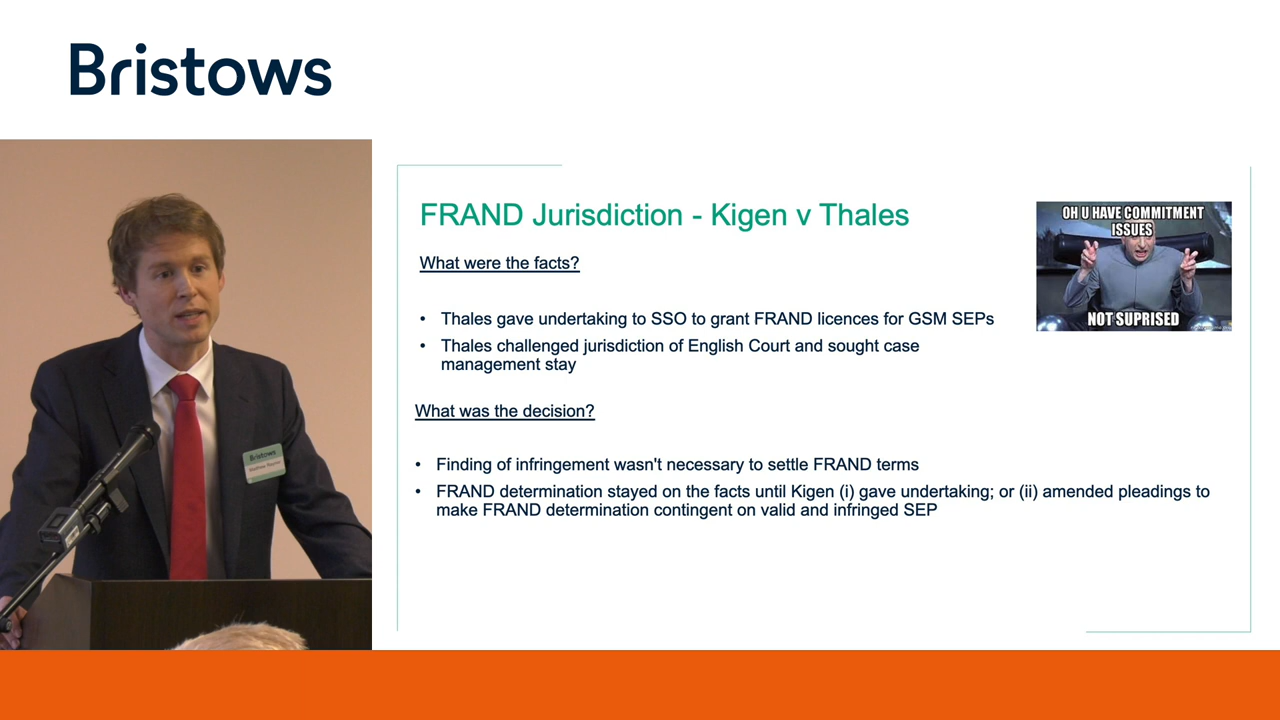 Bristows
FRAND Jurisdiction - Kigen v Thales
What were the facts?
• Thales gave undertaking to SSO to grant FRAND licences for GSM SEPs
• Thales challenged jurisdiction of English Court and sought case
management stay
What was the decision?
• Finding of infringement wasn't necessary to settle FRAND terms
• FRAND determination stayed on the facts until Kigen (i) gave undertaking; or (ii) amended pleadings to
make FRAND determination contingent on valid and infringed SEP
OH U HAVE COMMITMENT
ISSUES
NOT SUPRISED
Bristows